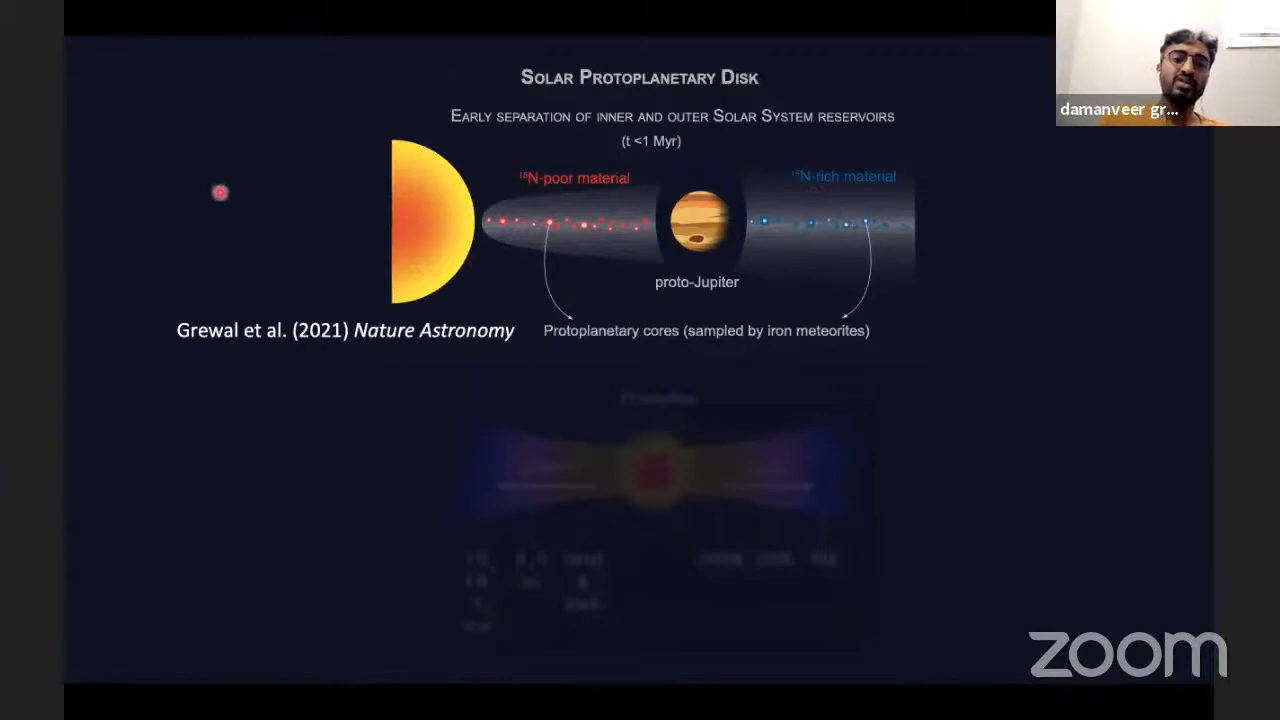 SOLAR PROTOPLANETARY DISK
EARLY SEPARATION OF INNER AND OUTER SOLAR SYSTEM RESERVOIRS
(t <1 Myr)
¹⁵N-poor material
¹⁵N-rich material
proto-Jupiter
Grewal et al. (2021) Nature Astronomy
Protoplanetary cores (sampled by iron meteorites)
damanveer gr...
zoom